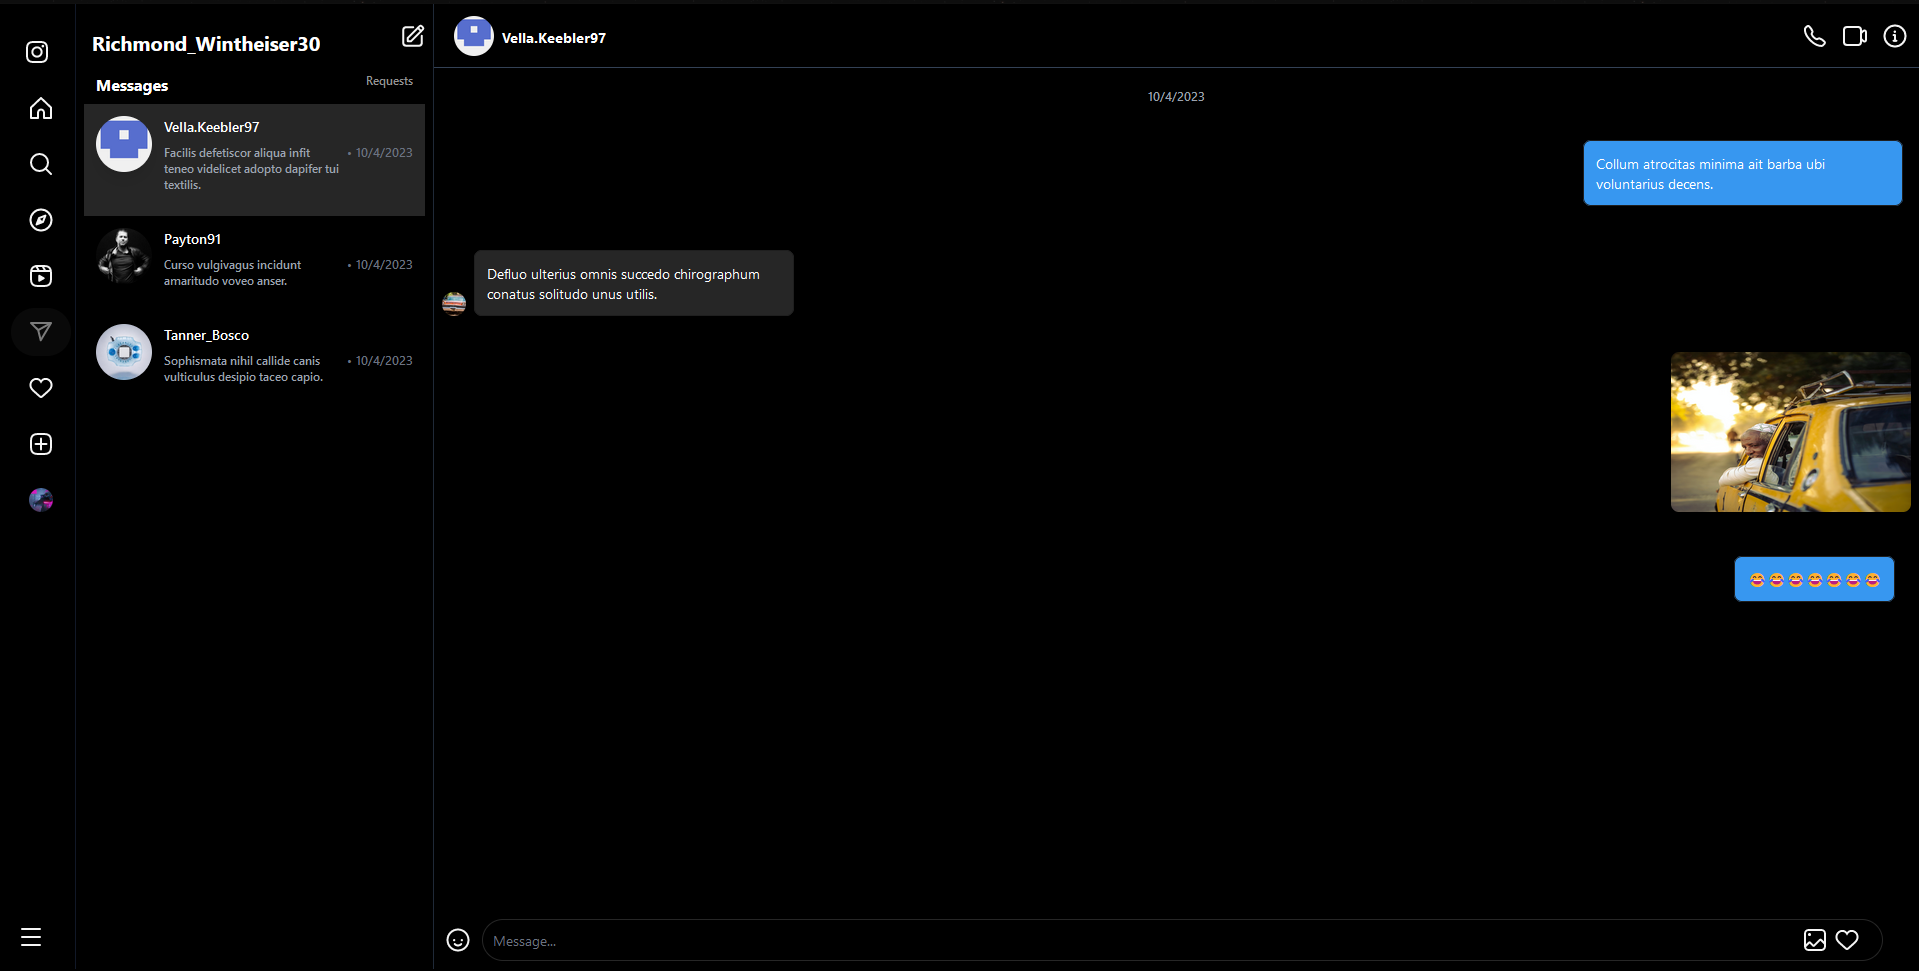 Richmond_Wintheiser30
Messages
Requests
Vella.Keebler97
Facilis defetiscor aliqua infit
teneo videlicet adopto dapifer tui
textilis.
• 10/4/2023
Payton91
Curso vulgivagus incidunt
amaritudo voveo anser.
• 10/4/2023
Tanner_Bosco
Sophismata nihil callide canis
vulticulus desipio taceo capio.
• 10/4/2023
Vella.Keebler97
10/4/2023
Collum atrocitas minima ait barba ubi
voluntarius decens.
Defluo ulterius omnis succedo chirographum
conatus solitudo unus utilis.
😂😂😂😂😂😂😂
Message...